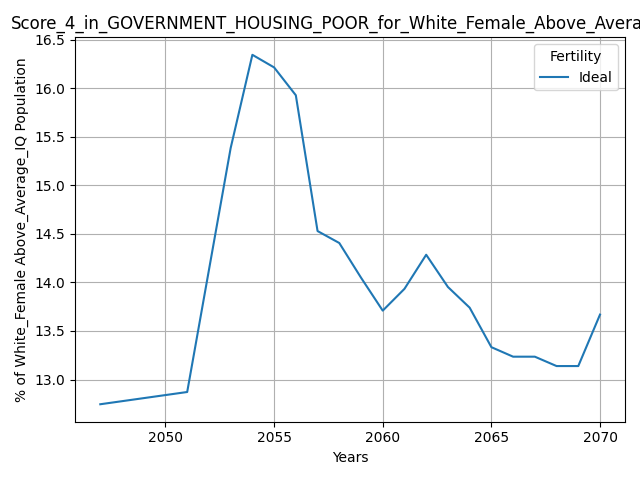 Score_4_in_GOVERNMENT_HOUSING_POOR_for_White_Female_Above_Avera
Fertility
Ideal
% of White_Female Above_Average_IQ Population
16.5
16.0
15.5
15.0
14.5
14.0
13.5
13.0
2050 2055 2060 2065 2070
Years